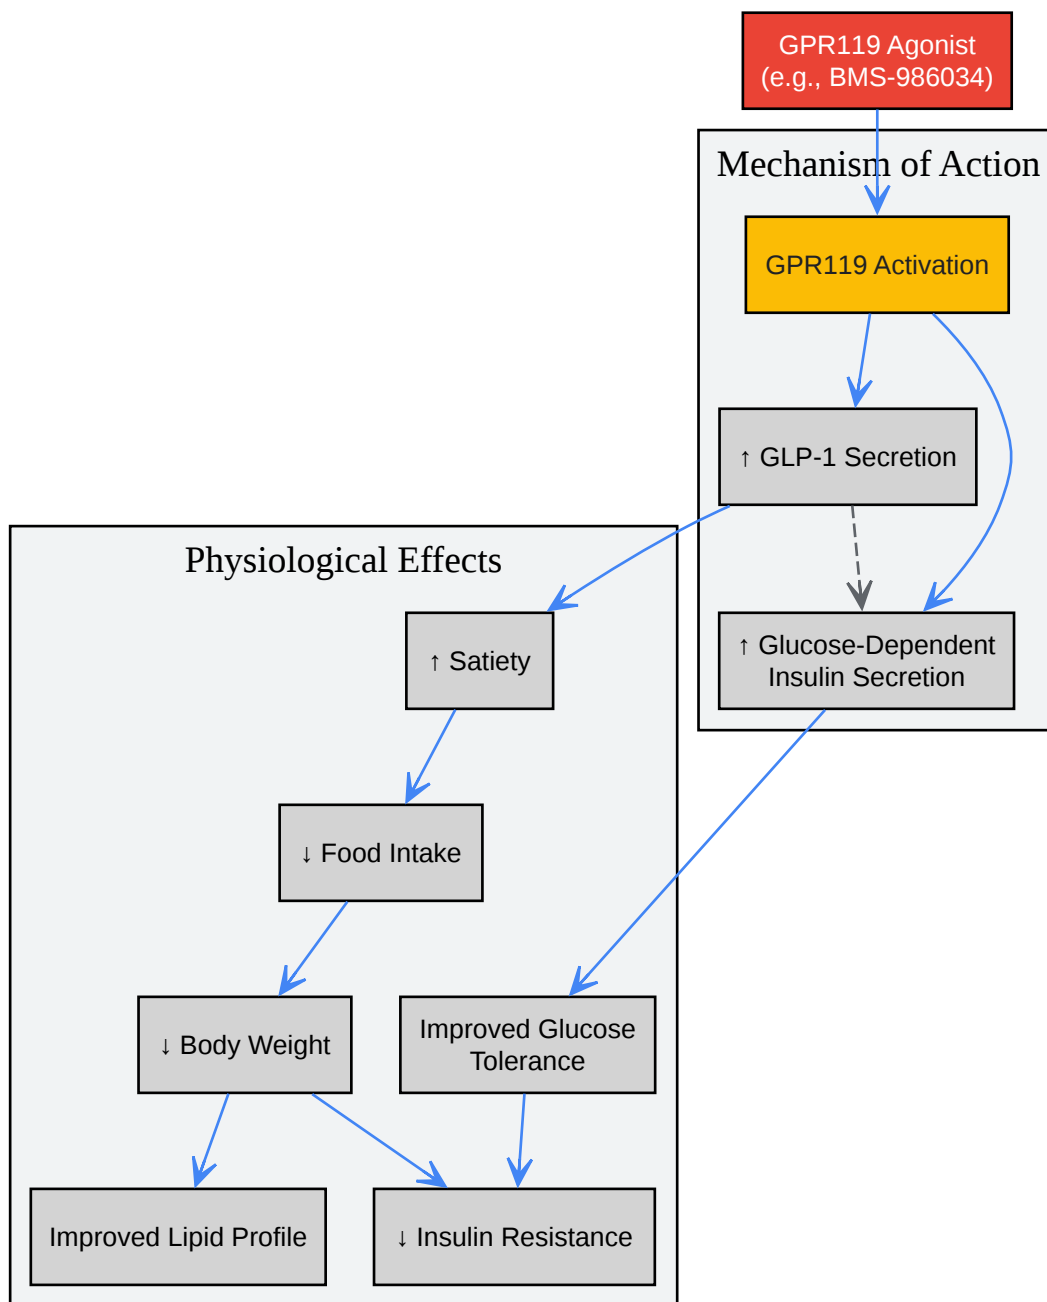 GPR119 Agonist
(e.g., BMS-986034)
Mechanism of Action
GPR119 Activation
↑ GLP-1 Secretion
Physiological Effects
↑ Satiety
↑ Glucose-Dependent
Insulin Secretion
↓ Food Intake
↓ Body Weight
Improved Glucose
Tolerance
Improved Lipid Profile
↓ Insulin Resistance